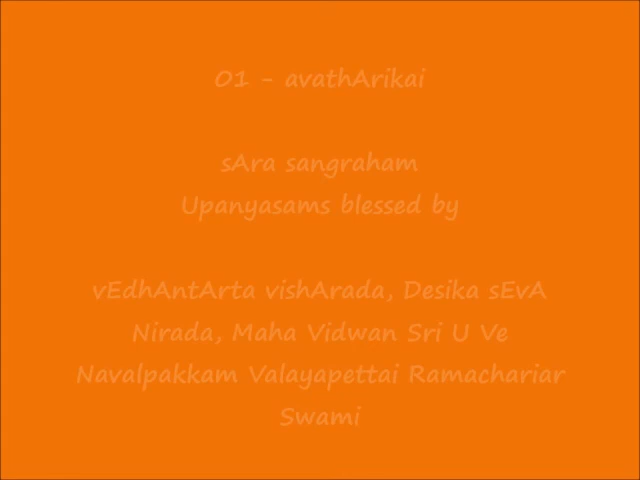 01 - avathArikai
sAra sangraham
Upanyasams blessed by
vEdhAntArta vishArada, Desika sEvA
Nirada, Maha Vidwan Sri U Ve
Navalpakkam Valayapettai Ramachariar
Swami